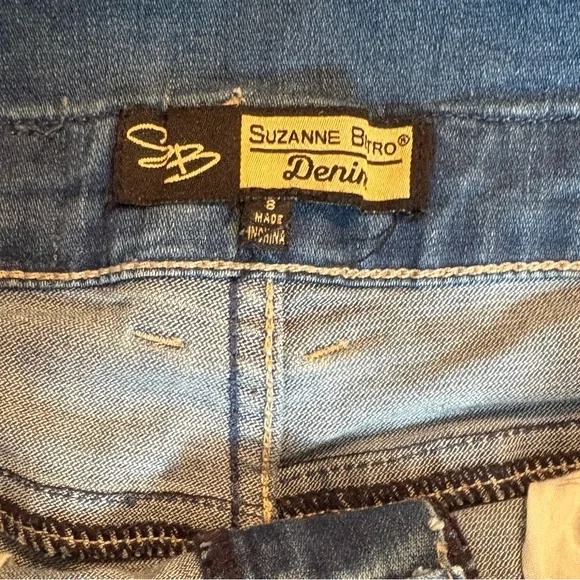 SB
SUZANNE BETRO®
Denim
8
MADE
IN CHINA